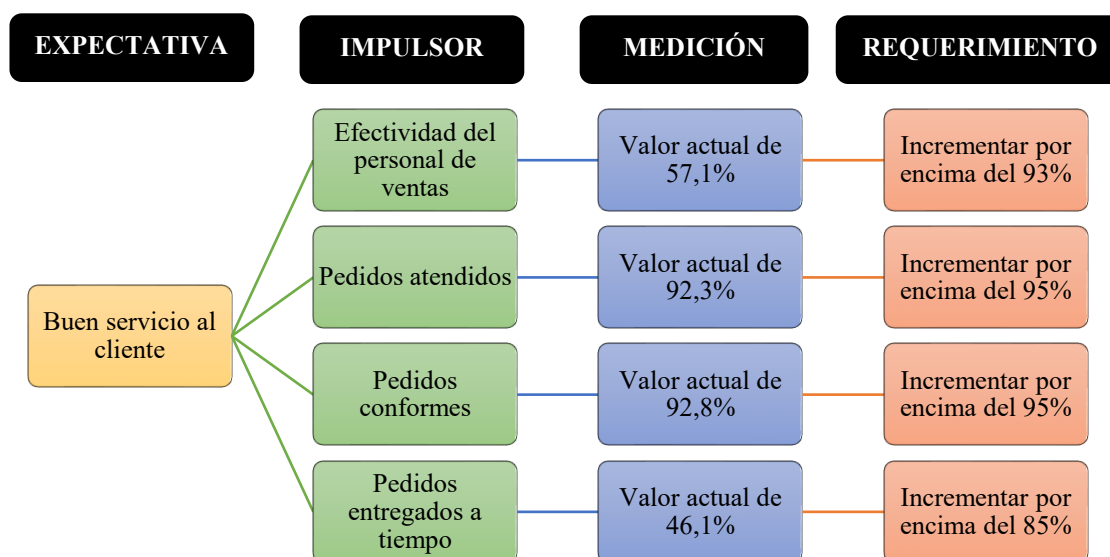 EXPECTATIVA
IMPULSOR
MEDICIÓN
REQUERIMIENTO
Buen servicio al
cliente
Efectividad del
personal de
ventas
Valor actual de
57,1%
Incrementar por
encima del 93%
Pedidos atendidos
Valor actual de
92,3%
Incrementar por
encima del 95%
Pedidos
conformes
Valor actual de
92,8%
Incrementar por
encima del 95%
Pedidos
entregados a
tiempo
Valor actual de
46,1%
Incrementar por
encima del 85%